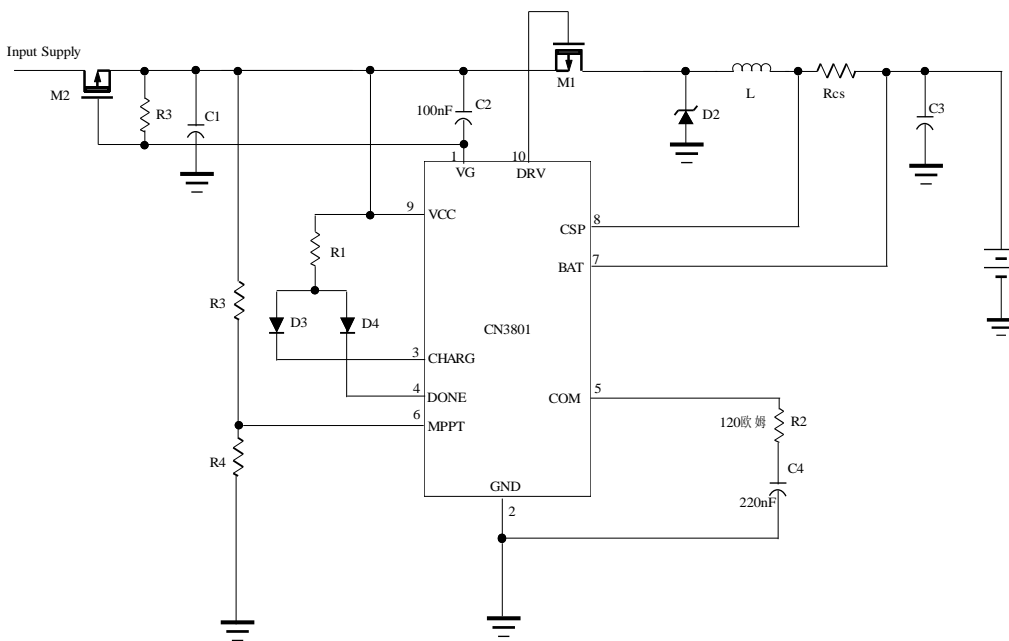 Input Supply
M2
R3
C1
100nF
C2
M1
D2
L
Rcs
C3
1
VG
10
DRV
9
VCC
CSP
8
BAT
7
R1
R3
D3
D4
CN3801
3
CHARG
4
DONE
6
MPPT
COM
5
120欧姆
R2
R4
C4
220nF
GND
2